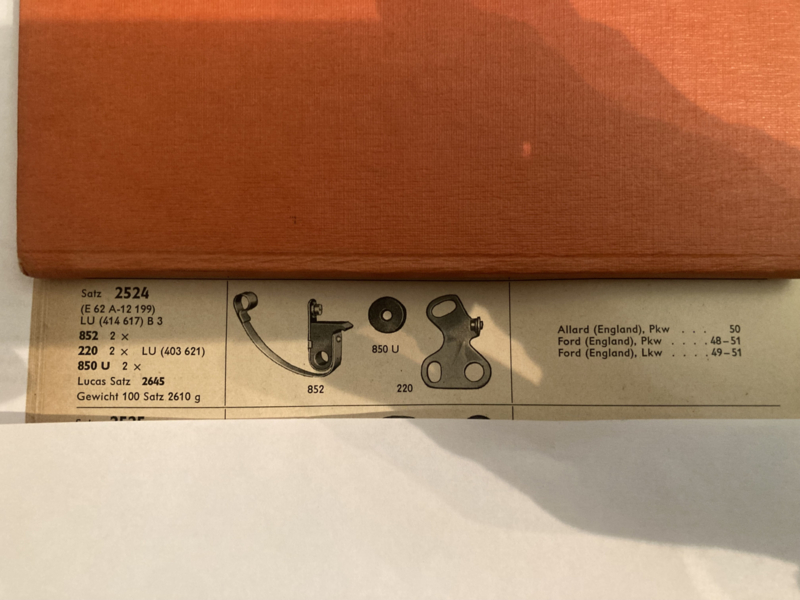 Satz 2524
(E 62 A-12 199)
LU (414 617) B 3
852 2 ×
220 2 × LU (403 621)
850 U 2 ×
Lucas Satz 2645
Gewicht 100 Satz 2610 g
852
850 U
220
Allard (England), Pkw . . . 50
Ford (England), Pkw . . . . 48–51
Ford (England), Lkw . . . . 49–51